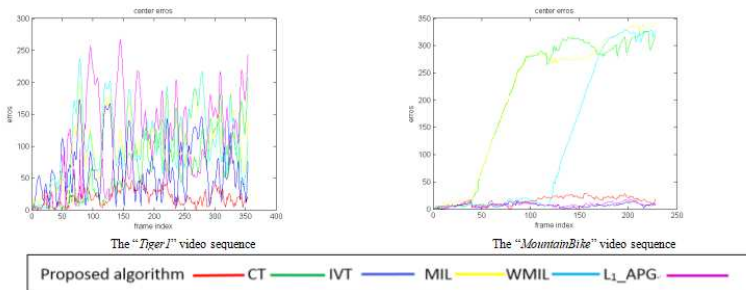 center erros
300
250
200
150
100
50
0
erros
0 50 100 150 200 250 300 350 400
frame index
The "Tiger1" video sequence
center erros
350
300
250
200
150
100
50
0
erros
0 50 100 150 200 250
frame index
The "MountainBike" video sequence
Proposed algorithm CT IVT MIL WMIL L₁_APG